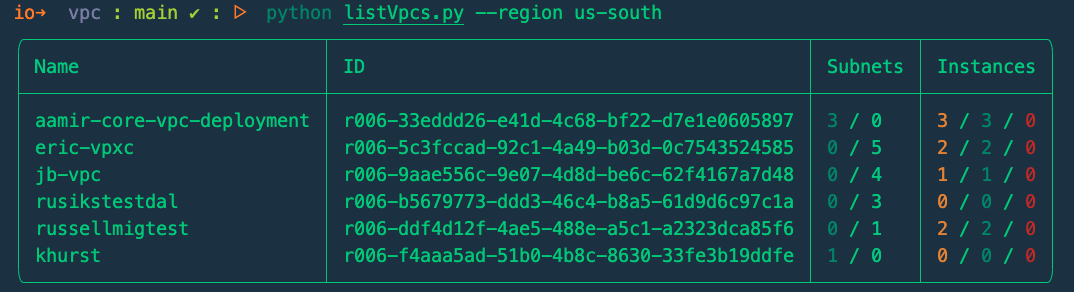 io→ vpc : main ✔ : ▷ python listVpcs.py --region us-south
Name ID Subnets Instances
aamir-core-vpc-deployment r006-33eddd26-e41d-4c68-bf22-d7e1e0605897 3 / 0 3 / 3 / 0
eric-vpxc r006-5c3fccad-92c1-4a49-b03d-0c7543524585 0 / 5 2 / 2 / 0
jb-vpc r006-9aae556c-9e07-4d8d-be6c-62f4167a7d48 0 / 4 1 / 1 / 0
rusikstestdal r006-b5679773-ddd3-46c4-b8a5-61d9d6c97c1a 0 / 3 0 / 0 / 0
russellmigtest r006-ddf4d12f-4ae5-488e-a5c1-a2323dca85f6 0 / 1 2 / 2 / 0
khurst r006-f4aaa5ad-51b0-4b8c-8630-33fe3b19ddfe 1 / 0 0 / 0 / 0